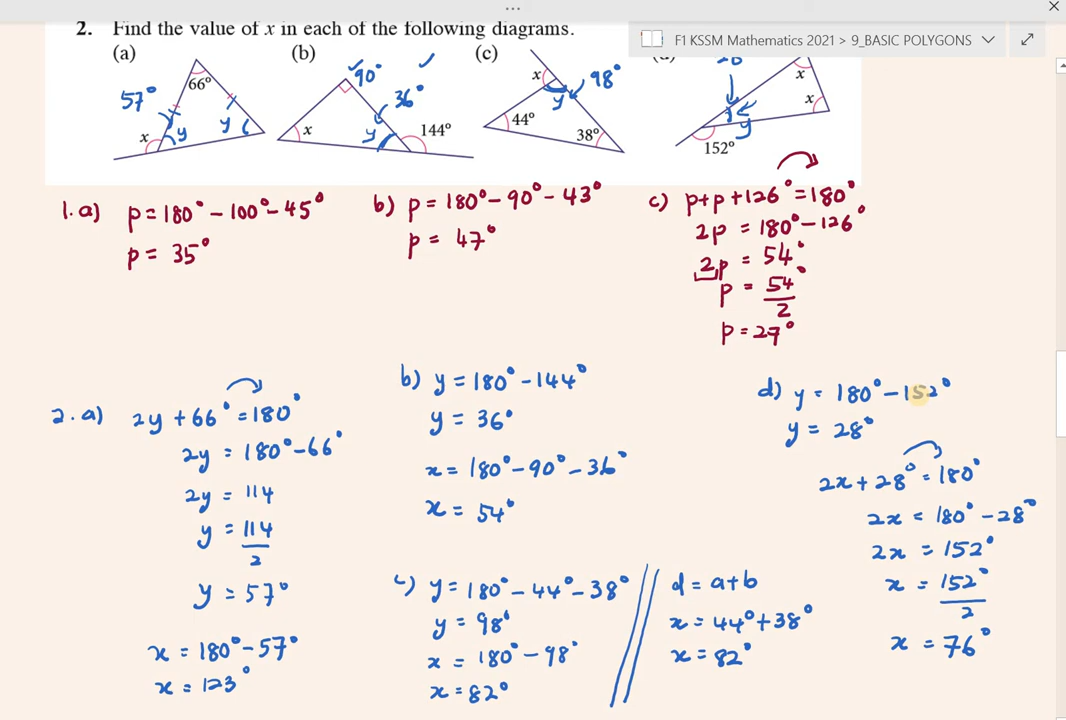 2. Find the value of x in each of the following diagrams.
F1 KSSM Mathematics 2021 > 9_BASIC POLYGONS
(a) (b) (c)
66° 57° x y y
90° 36° x y 144°
x 98° y 44° 38°
x x y 152°
1.a) p = 180° - 100° - 45°
p = 35°
b) p = 180° - 90° - 43°
p = 47°
c) p + p + 126° = 180°
2p = 180° - 126°
2p = 54°
2p
p = 54°/2
p = 27°
2.a) 2y + 66° = 180°
2y = 180° - 66°
2y = 114
y = 114/2
y = 57°
x = 180° - 57°
x = 123°
b) y = 180° - 144°
y = 36°
x = 180° - 90° - 36°
x = 54°
c) y = 180° - 44° - 38°
y = 98°
x = 180° - 98°
x = 82°
d = a + b
x = 44° + 38°
x = 82°
d) y = 180° - 152°
y = 28°
2x + 28° = 180°
2x = 180° - 28°
2x = 152°
x = 152°/2
x = 76°